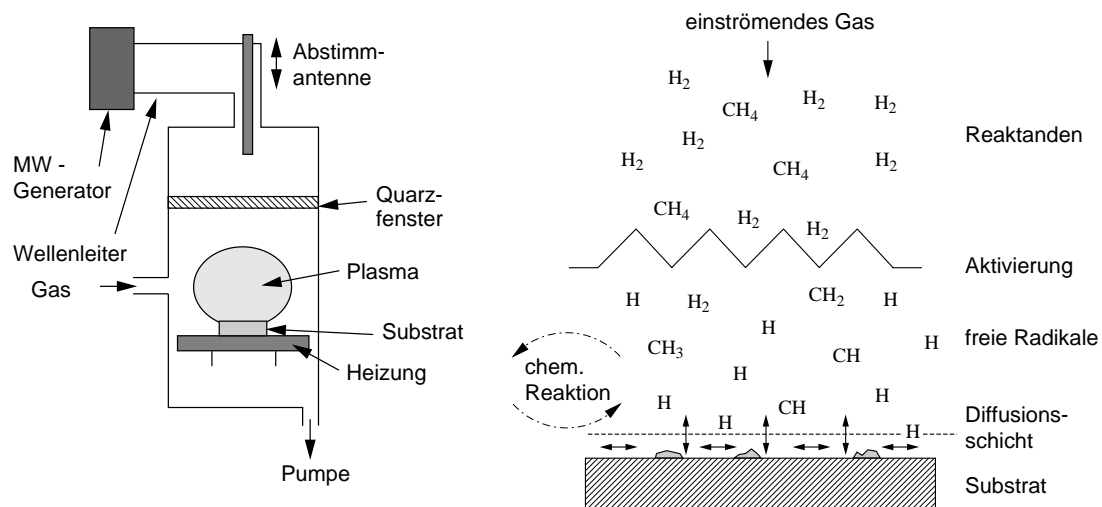 Abstimm-
antenne
MW -
Generator
Quarz-
fenster
Wellenleiter
Gas
Plasma
Substrat
Heizung
Pumpe
einströmendes Gas
H2
CH4
H2
H2
H2
H2
CH4
H2
Reaktanden
CH4
H2
H2
Aktivierung
H
H2
CH2
H
H
H
freie Radikale
CH3
CH
chem.
Reaktion
H
H
H
CH
H
H
Diffusions-
schicht
Substrat